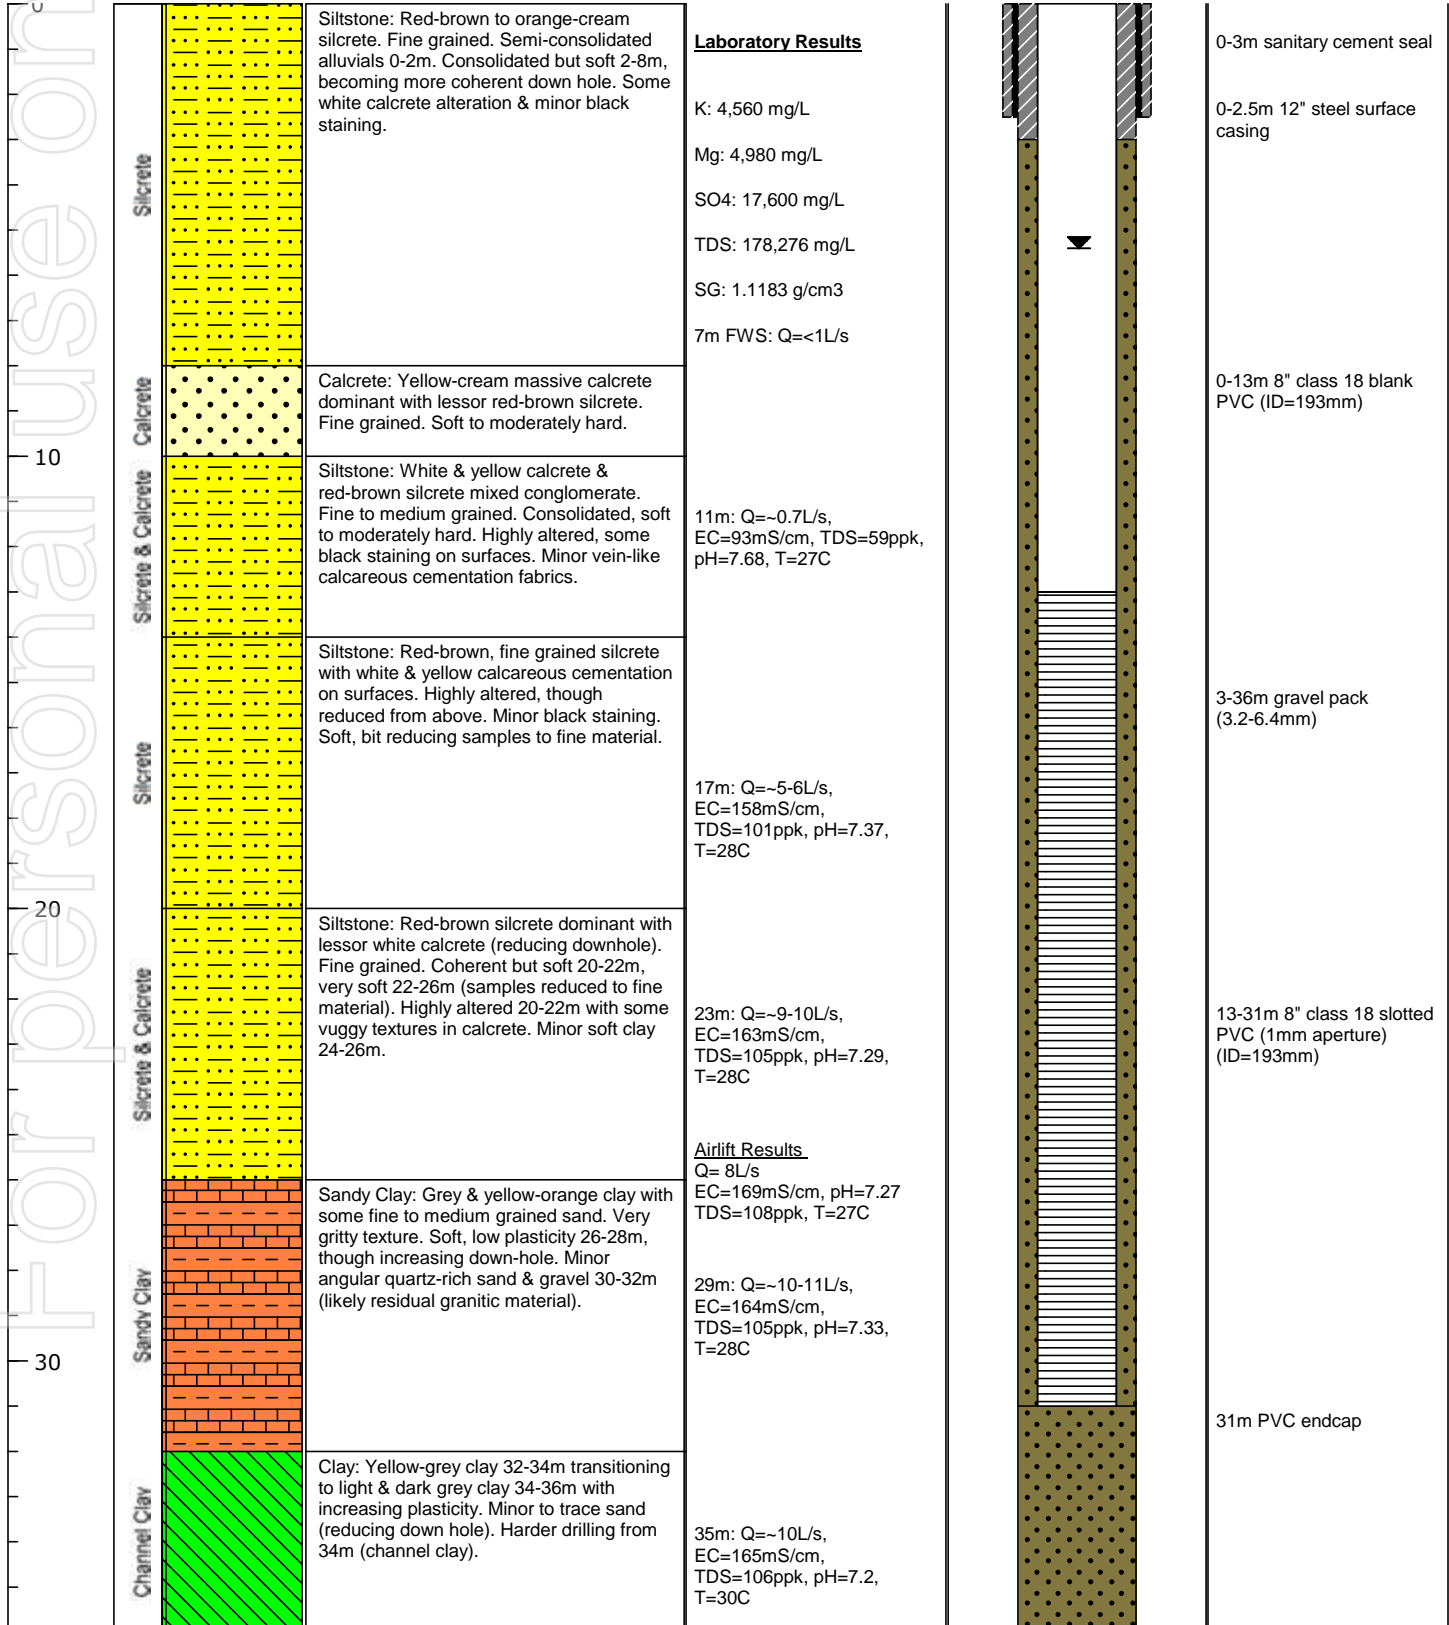 For personal use on
0
10
20
30
Silcrete
Calcrete
Silcrete & Calcrete
Silcrete
Silcrete & Calcrete
Sandy Clay
Channel Clay
Siltstone: Red-brown to orange-cream
silcrete. Fine grained. Semi-consolidated
alluvials 0-2m. Consolidated but soft 2-8m,
becoming more coherent down hole. Some
white calcrete alteration & minor black
staining.
Calcrete: Yellow-cream massive calcrete
dominant with lessor red-brown silcrete.
Fine grained. Soft to moderately hard.
Siltstone: White & yellow calcrete &
red-brown silcrete mixed conglomerate.
Fine to medium grained. Consolidated, soft
to moderately hard. Highly altered, some
black staining on surfaces. Minor vein-like
calcareous cementation fabrics.
Siltstone: Red-brown, fine grained silcrete
with white & yellow calcareous cementation
on surfaces. Highly altered, though
reduced from above. Minor black staining.
Soft, bit reducing samples to fine material.
Siltstone: Red-brown silcrete dominant with
lessor white calcrete (reducing downhole).
Fine grained. Coherent but soft 20-22m,
very soft 22-26m (samples reduced to fine
material). Highly altered 20-22m with some
vuggy textures in calcrete. Minor soft clay
24-26m.
Sandy Clay: Grey & yellow-orange clay with
some fine to medium grained sand. Very
gritty texture. Soft, low plasticity 26-28m,
though increasing down-hole. Minor
angular quartz-rich sand & gravel 30-32m
(likely residual granitic material).
Clay: Yellow-grey clay 32-34m transitioning
to light & dark grey clay 34-36m with
increasing plasticity. Minor to trace sand
(reducing down hole). Harder drilling from
34m (channel clay).
Laboratory Results
K: 4,560 mg/L
Mg: 4,980 mg/L
SO4: 17,600 mg/L
TDS: 178,276 mg/L
SG: 1.1183 g/cm3
7m FWS: Q=<1L/s
11m: Q=~0.7L/s,
EC=93mS/cm, TDS=59ppk,
pH=7.68, T=27C
17m: Q=~5-6L/s,
EC=158mS/cm,
TDS=101ppk, pH=7.37,
T=28C
23m: Q=~9-10L/s,
EC=163mS/cm,
TDS=105ppk, pH=7.29,
T=28C
Airlift Results
Q= 8L/s
EC=169mS/cm, pH=7.27
TDS=108ppk, T=27C
29m: Q=~10-11L/s,
EC=164mS/cm,
TDS=105ppk, pH=7.33,
T=28C
35m: Q=~10L/s,
EC=165mS/cm,
TDS=106ppk, pH=7.2,
T=30C
0-3m sanitary cement seal
0-2.5m 12" steel surface
casing
0-13m 8" class 18 blank
PVC (ID=193mm)
3-36m gravel pack
(3.2-6.4mm)
13-31m 8" class 18 slotted
PVC (1mm aperture)
(ID=193mm)
31m PVC endcap